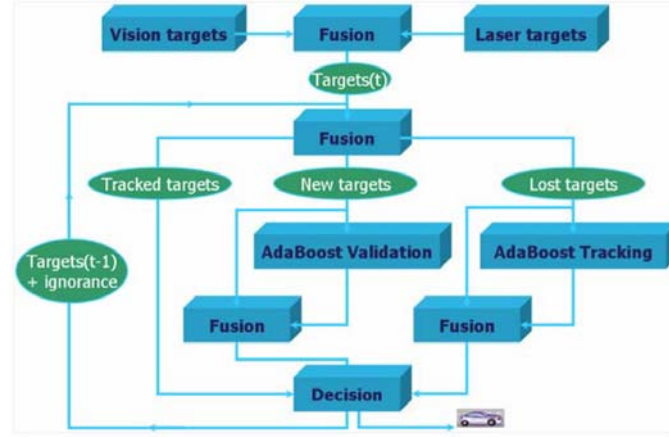 Vision targets
Fusion
Laser targets
Targets(t)
Fusion
Tracked targets
New targets
Lost targets
Targets(t-1)
+ ignorance
AdaBoost Validation
AdaBoost Tracking
Fusion
Fusion
Decision